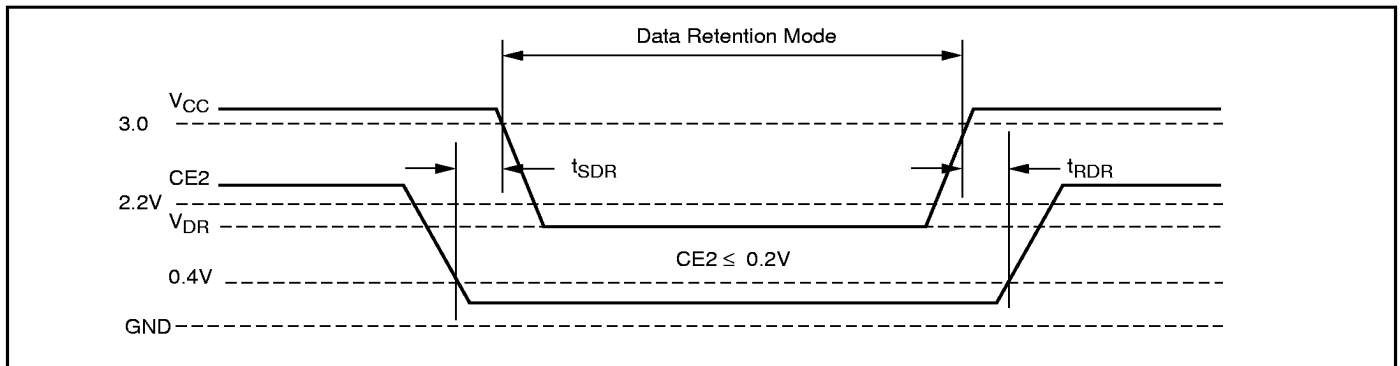 Data Retention Mode
VCC
3.0
tSDR
tRDR
CE2
2.2V
VDR
CE2 ≤ 0.2V
0.4V
GND